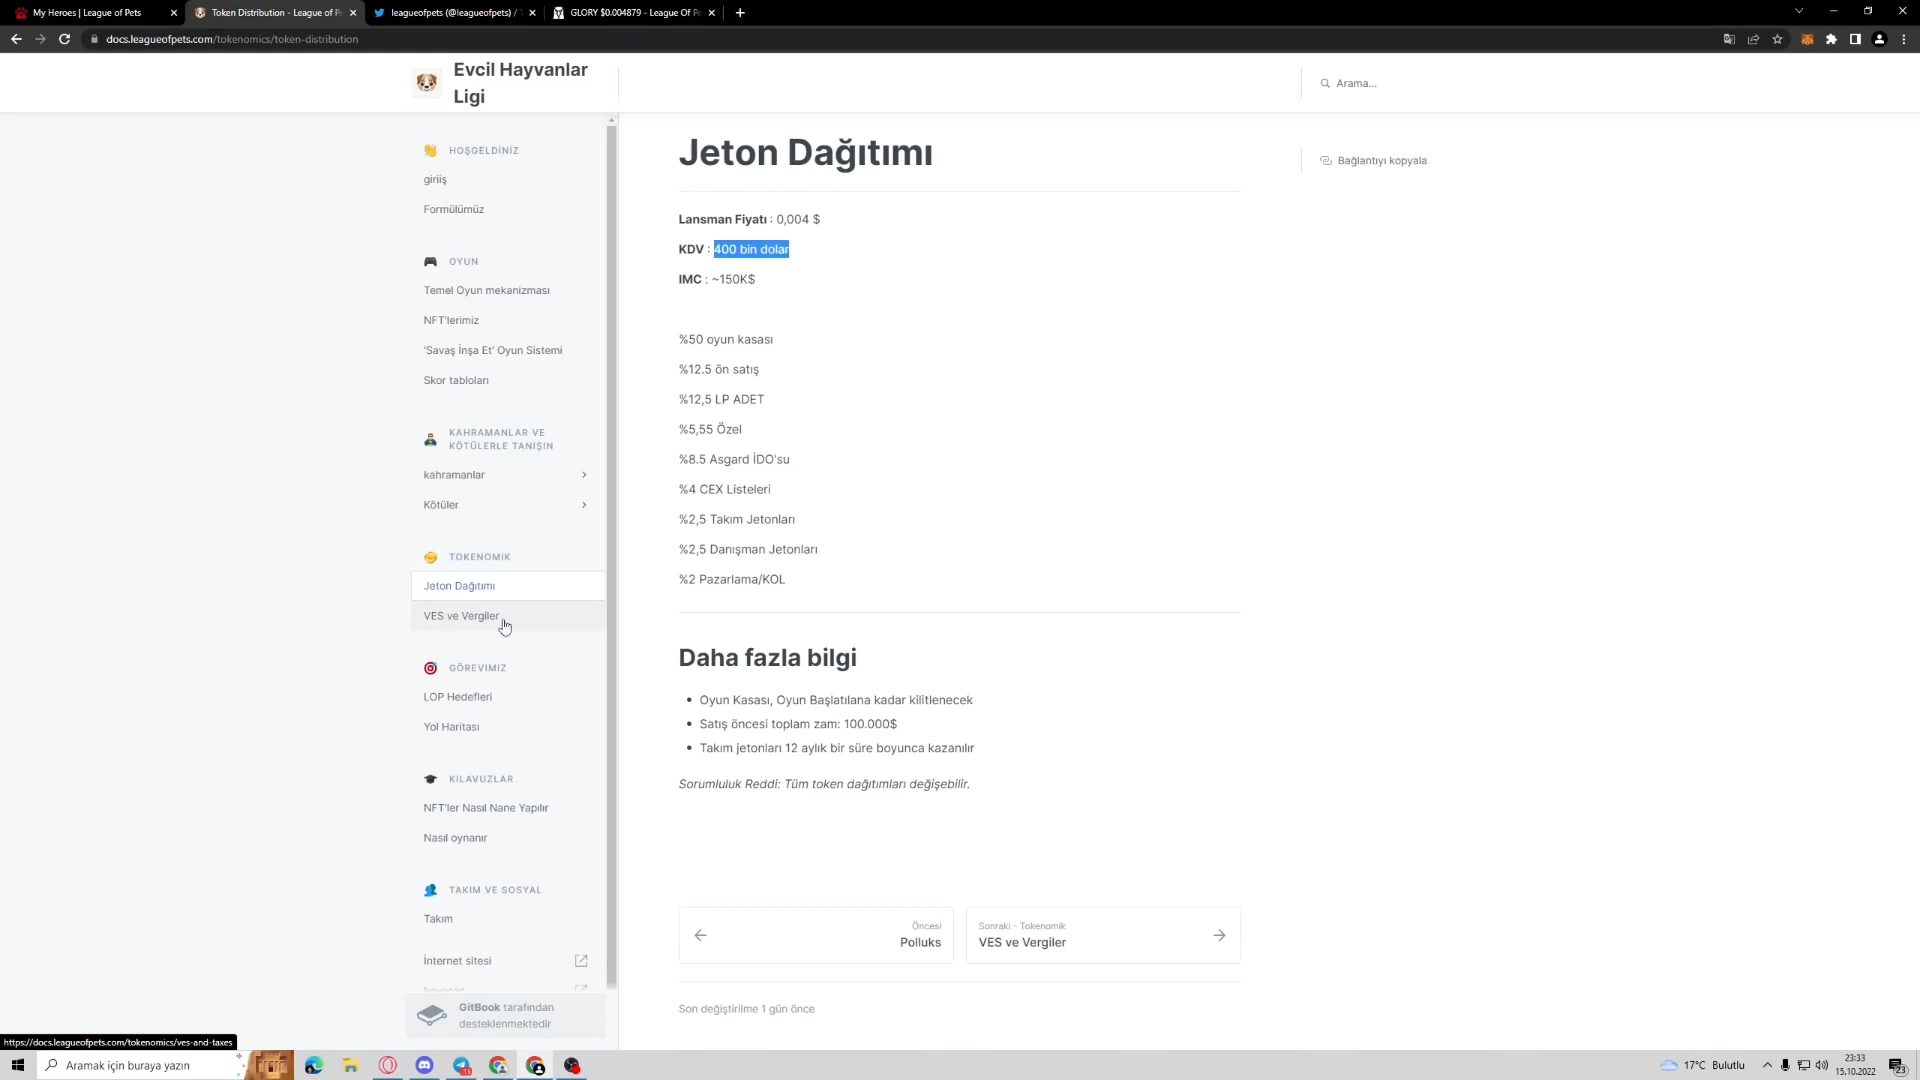 My Heroes | League of Pets
Token Distribution - League of P
leagueofpets (@leagueofpets) / T
GLORY $0.004879 - League Of P
docs.leagueofpets.com/tokenomics/token-distribution
Evcil Hayvanlar
Ligi
Arama...
HOŞGELDİNİZ
giriiş
Formülümüz
OYUN
Temel Oyun mekanizması
NFT'lerimiz
'Savaş İnşa Et' Oyun Sistemi
Skor tabloları
KAHRAMANLAR VE
KÖTÜLERLE TANIŞIN
kahramanlar
Kötüler
TOKENOMIK
Jeton Dağıtımı
VES ve Vergiler
GÖREVIMIZ
LOP Hedefleri
Yol Haritası
KILAVUZLAR
NFT'ler Nasıl Nane Yapılır
Nasıl oynanır
TAKIM VE SOSYAL
Takım
İnternet sitesi
GitBook tarafından
desteklenmektedir
Jeton Dağıtımı
Bağlantıyı kopyala
Lansman Fiyatı : 0,004 $
KDV : 400 bin dolar
IMC : ~150K$
%50 oyun kasası
%12.5 ön satış
%12,5 LP ADET
%5,55 Özel
%8.5 Asgard İDO'su
%4 CEX Listeleri
%2,5 Takım Jetonları
%2,5 Danışman Jetonları
%2 Pazarlama/KOL
Daha fazla bilgi
• Oyun Kasası, Oyun Başlatılana kadar kilitlenecek
• Satış öncesi toplam zam: 100.000$
• Takım jetonları 12 aylık bir süre boyunca kazanılır
Sorumluluk Reddi: Tüm token dağıtımları değişebilir.
Öncesi
Polluks
Sonraki - Tokenomik
VES ve Vergiler
Son değiştirilme 1 gün önce
https://docs.leagueofpets.com/tokenomics/ves-and-taxes
Aramak için buraya yazın
13
17°C Bulutlu
23:33
15.10.2022
23